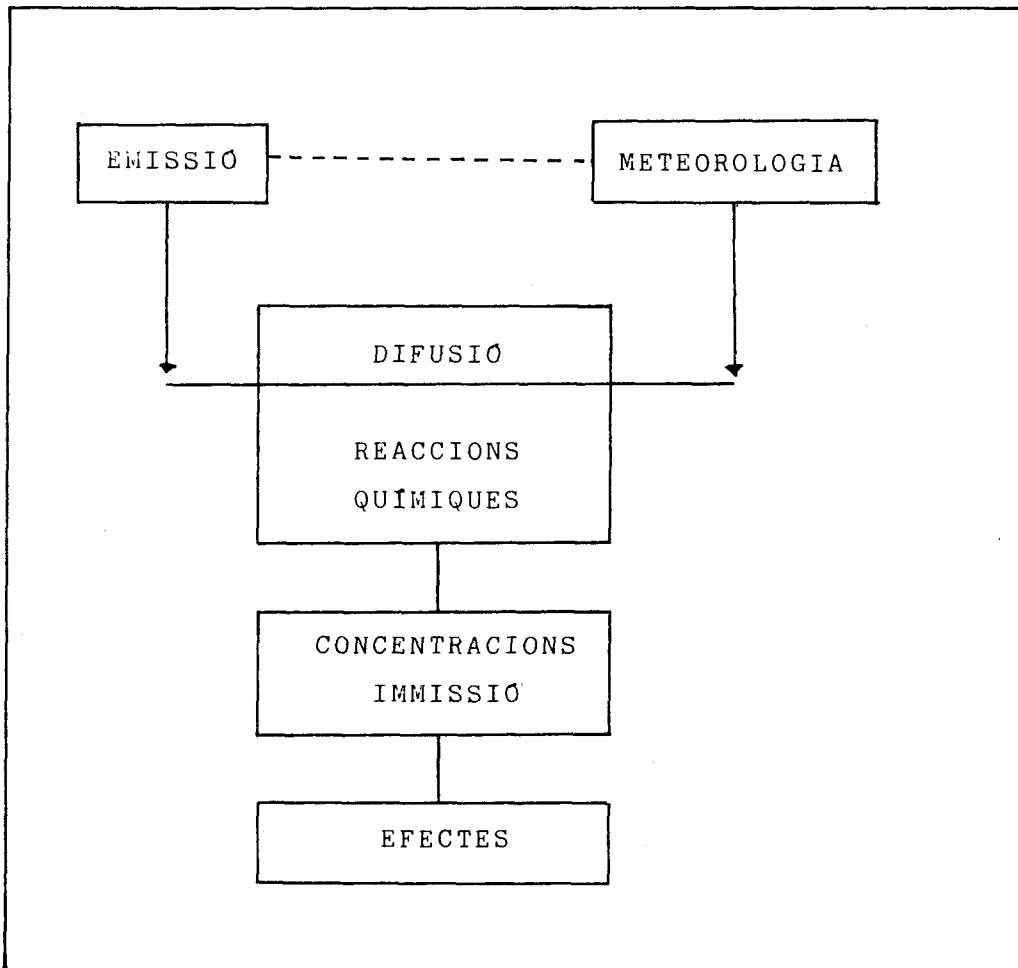 EMISSIÓ
METEOROLOGIA
DIFUSIÓ
REACCIONS
QUÍMIQUES
CONCENTRACIONS
IMMISSIÓ
EFECTES